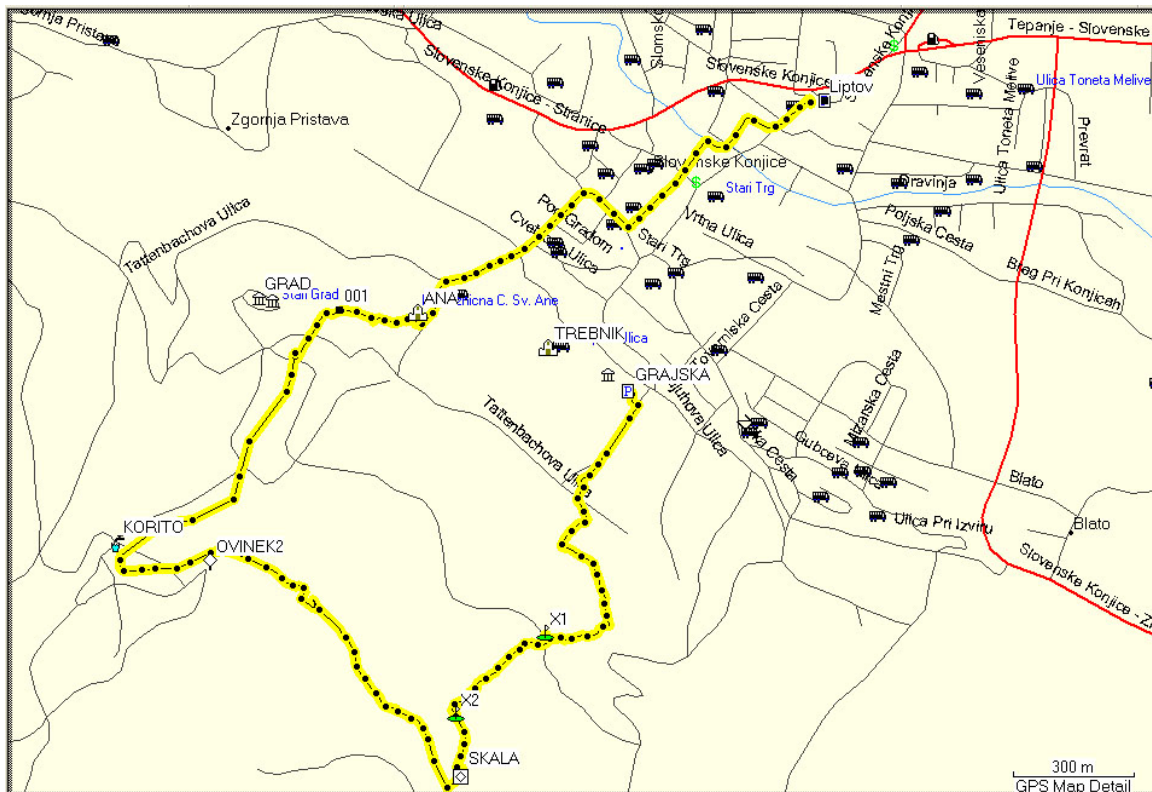 Slovenske Konjice - Stranice
Slovenske Konjice
Tepanje - Slovenske
Liptov
Ulica Toneta Melive
Ulica Toneta Melive
Prevrat
Zgornja Pristava
Slovenske Konjice
Dravinja
Stari Trg
Tattenbachova Ulica
Pod Gradom
Stari Trg
Vrtna Ulica
Poljska Cesta
Mestni Trg
Breg Pri Konjicah
GRAD
Stari Grad
001
C. Sv. Ane
TREBNIK
Ulica
GRAJSKA
Tattenbachova Ulica
Mizarska Cesta
Blato
Ulica Pri Izviru
Blato
KORITO
OVINEK2
Slovenske Konjice - Z
X1
X2
SKALA
300 m
GPS Map Detail